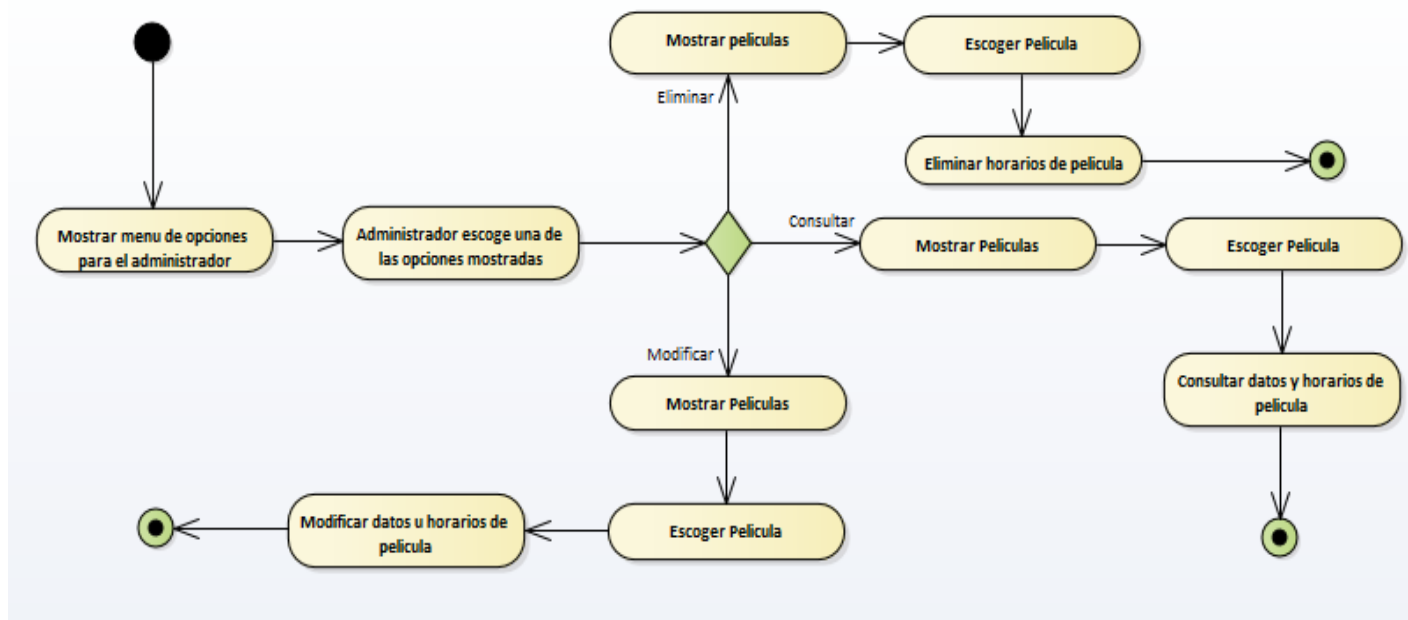 Mostrar peliculas
Escoger Pelicula
Eliminar
Eliminar horarios de pelicula
Mostrar menu de opciones
para el administrador
Administrador escoge una de
las opciones mostradas
Consultar
Mostrar Peliculas
Escoger Pelicula
Modificar
Mostrar Peliculas
Consultar datos y horarios de
pelicula
Modificar datos u horarios de
pelicula
Escoger Pelicula